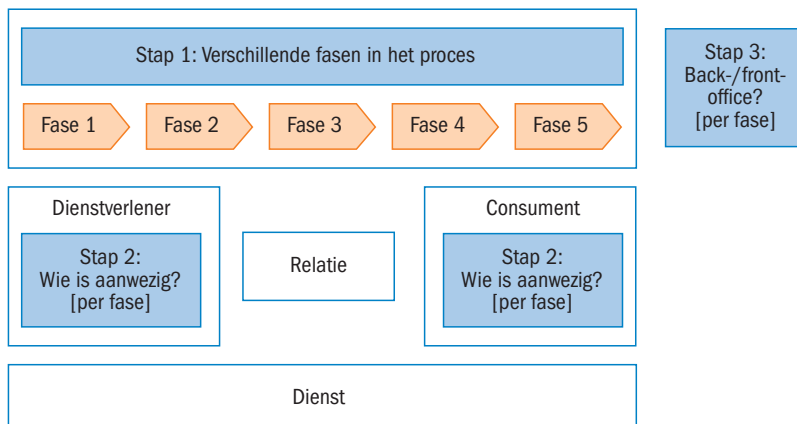 Stap 1: Verschillende fasen in het proces
Fase 1
Fase 2
Fase 3
Fase 4
Fase 5
Stap 3:
Back-/front-
office?
[per fase]
Dienstverlener
Stap 2:
Wie is aanwezig?
[per fase]
Relatie
Consument
Stap 2:
Wie is aanwezig?
[per fase]
Dienst